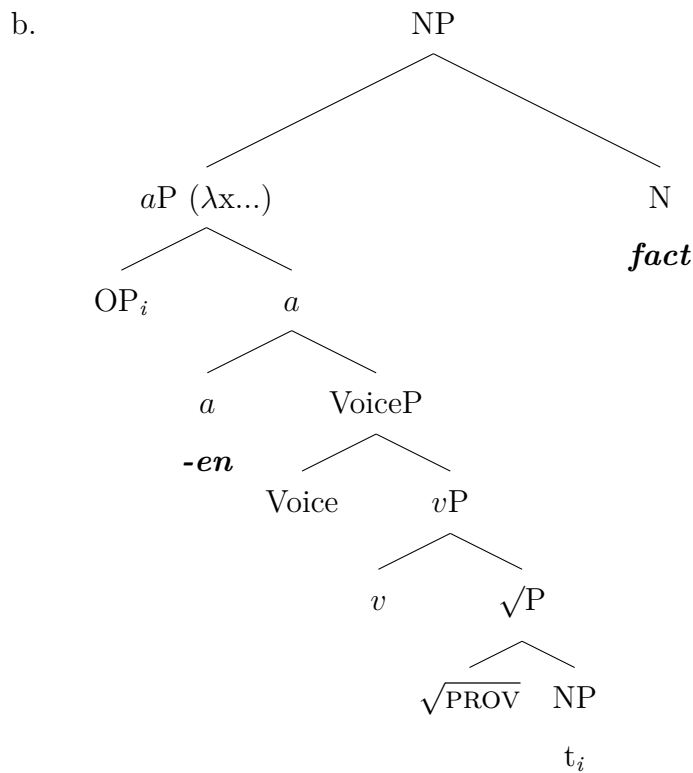 b. NP
aP (λx...) N
fact
OPᵢ a
a VoiceP
-en
Voice vP
v √P
√PROV NP
tᵢ